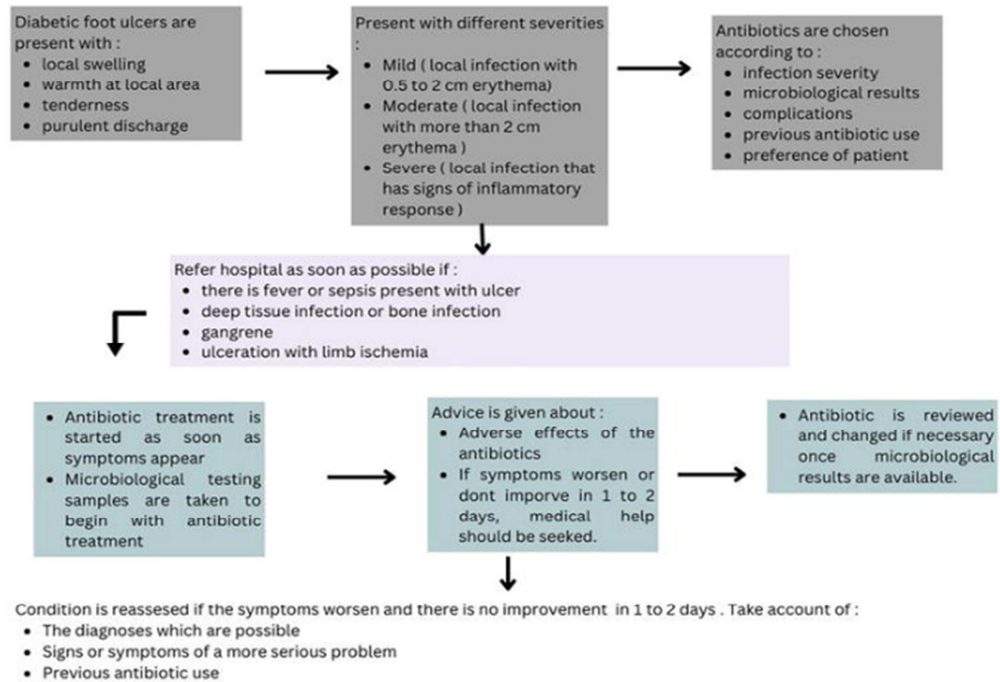 Diabetic foot ulcers are
present with :
• local swelling
• warmth at local area
• tenderness
• purulent discharge
Present with different severities
:
• Mild ( local infection with
0.5 to 2 cm erythema)
• Moderate ( local infection
with more than 2 cm
erythema )
• Severe ( local infection that
has signs of inflammatory
response )
Antibiotics are chosen
according to :
• infection severity
• microbiological results
• complications
• previous antibiotic use
• preference of patient
Refer hospital as soon as possible if :
• there is fever or sepsis present with ulcer
• deep tissue infection or bone infection
• gangrene
• ulceration with limb ischemia
• Antibiotic treatment is
started as soon as
symptoms appear
• Microbiological testing
samples are taken to
begin with antibiotic
treatment
Advice is given about :
• Adverse effects of the
antibiotics
• If symptoms worsen or
dont imporve in 1 to 2
days, medical help
should be seeked.
• Antibiotic is reviewed
and changed if necessary
once microbiological
results are available.
Condition is reassesed if the symptoms worsen and there is no improvement in 1 to 2 days . Take account of :
• The diagnoses which are possible
• Signs or symptoms of a more serious problem
• Previous antibiotic use